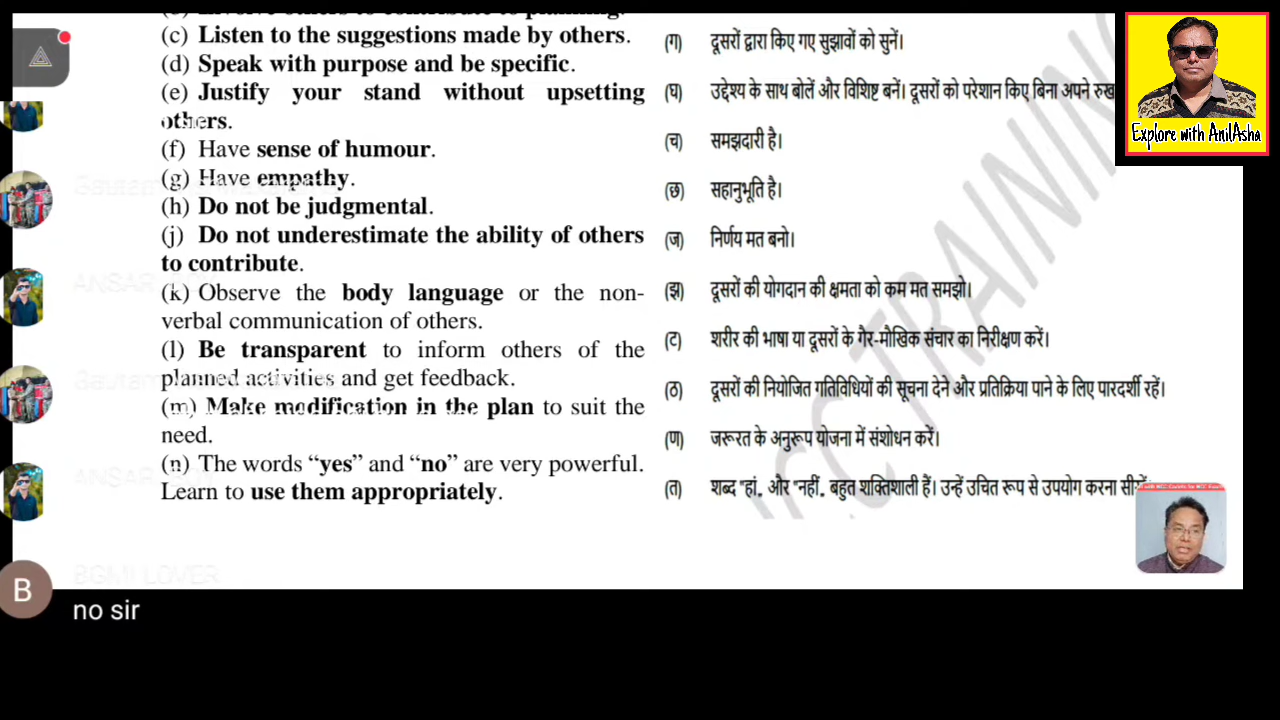 (c) Listen to the suggestions made by others.
(d) Speak with purpose and be specific.
(e) Justify your stand without upsetting
others.
(f) Have sense of humour.
(g) Have empathy.
(h) Do not be judgmental.
(j) Do not underestimate the ability of others
to contribute.
(k) Observe the body language or the non-
verbal communication of others.
(l) Be transparent to inform others of the
planned activities and get feedback.
(m) Make modification in the plan to suit the
need.
(n) The words “yes” and “no” are very powerful.
Learn to use them appropriately.
(ग) दूसरों द्वारा किए गए सुझावों को सुनें।
(घ) उद्देश्य के साथ बोलें और विशिष्ट बनें। दूसरों को परेशान किए बिना अपने रुख
(च) समझदारी है।
(छ) सहानुभूति है।
(ज) निर्णय मत बनो।
(झ) दूसरों की योगदान की क्षमता को कम मत समझो।
(ट) शरीर की भाषा या दूसरों के गैर-मौखिक संचार का निरीक्षण करें।
(ठ) दूसरों की नियोजित गतिविधियों की सूचना देने और प्रतिक्रिया पाने के लिए पारदर्शी रहें।
(ण) जरूरत के अनुरूप योजना में संशोधन करें।
(त) शब्द "हां„ और "नहीं„ बहुत शक्तिशाली हैं। उन्हें उचित रूप से उपयोग करना
Explore with AnilAsha
BGMI LOVER
B
no sir